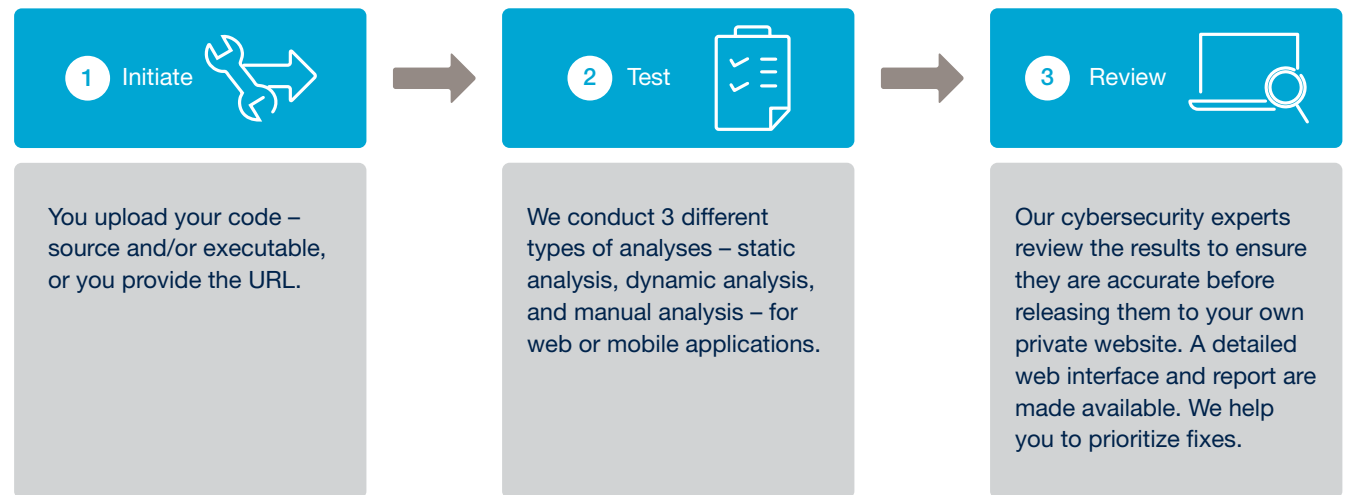 1 Initiate
You upload your code –
source and/or executable,
or you provide the URL.
2 Test
We conduct 3 different
types of analyses – static
analysis, dynamic analysis,
and manual analysis – for
web or mobile applications.
3 Review
Our cybersecurity experts
review the results to ensure
they are accurate before
releasing them to your own
private website. A detailed
web interface and report are
made available. We help
you to prioritize fixes.